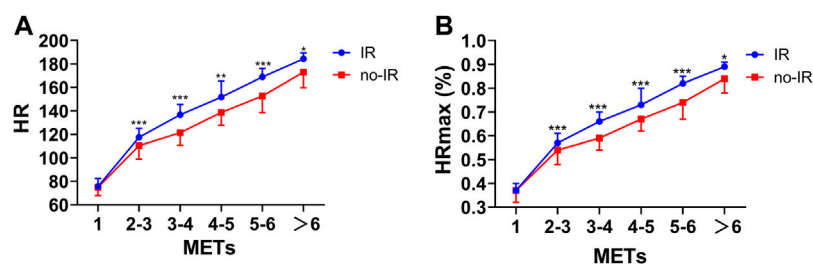 A
HR
200
180
160
140
120
100
80
60
***
***
**
***
*
IR
no-IR
1 2-3 3-4 4-5 5-6 ＞6
METs
B
HRmax (%)
1.0
0.9
0.8
0.7
0.6
0.5
0.4
0.3
***
***
***
***
*
IR
no-IR
1 2-3 3-4 4-5 5-6 ＞6
METs